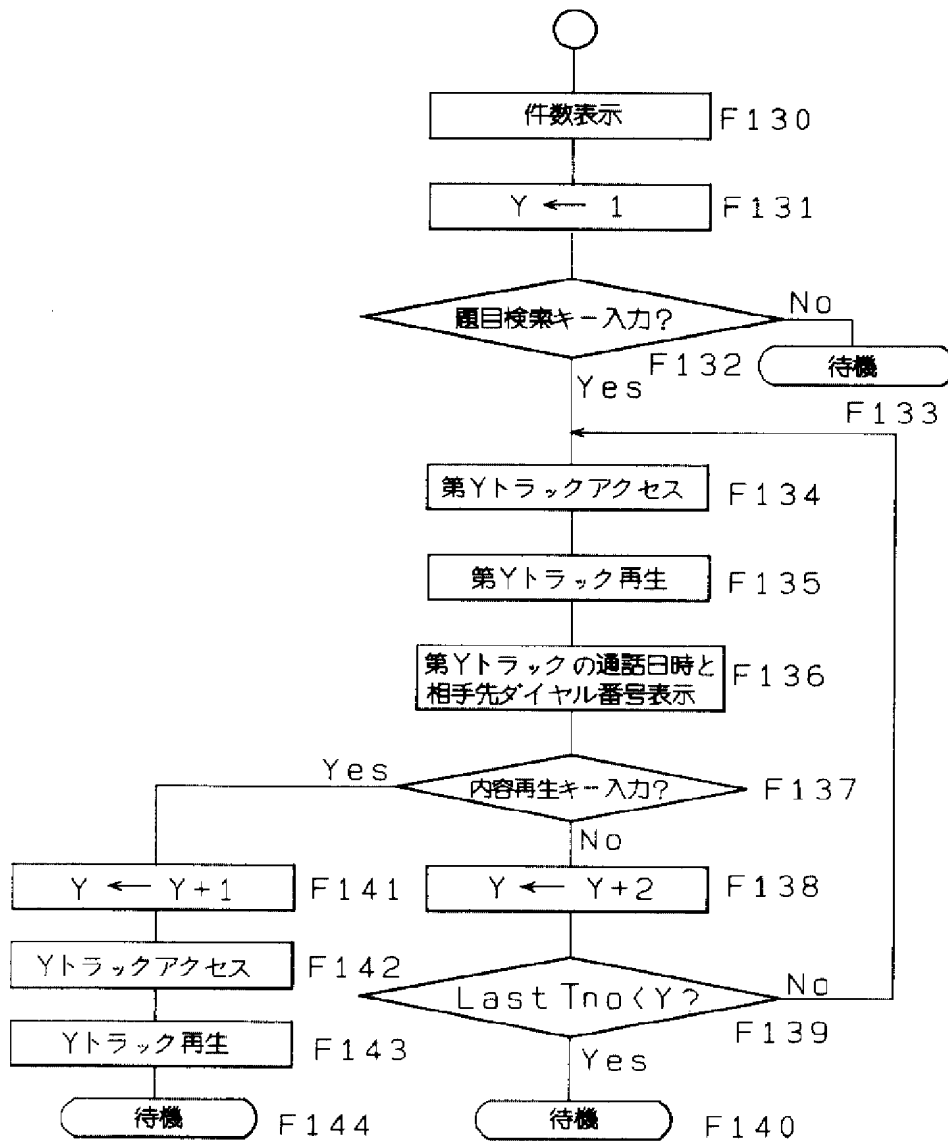 件数表示 F130
Y ← 1 F131
題目検索キー入力? No
F132 待機
Yes F133
第Yトラックアクセス F134
第Yトラック再生 F135
第Yトラックの通話日時と
相手先ダイヤル番号表示 F136
Yes 内容再生キー入力? F137
No
Y ← Y+1 F141 Y ← Y+2 F138
Yトラックアクセス F142
Last Tno<Y? No
F139
Yトラック再生 F143 Yes
待機 F144 待機 F140